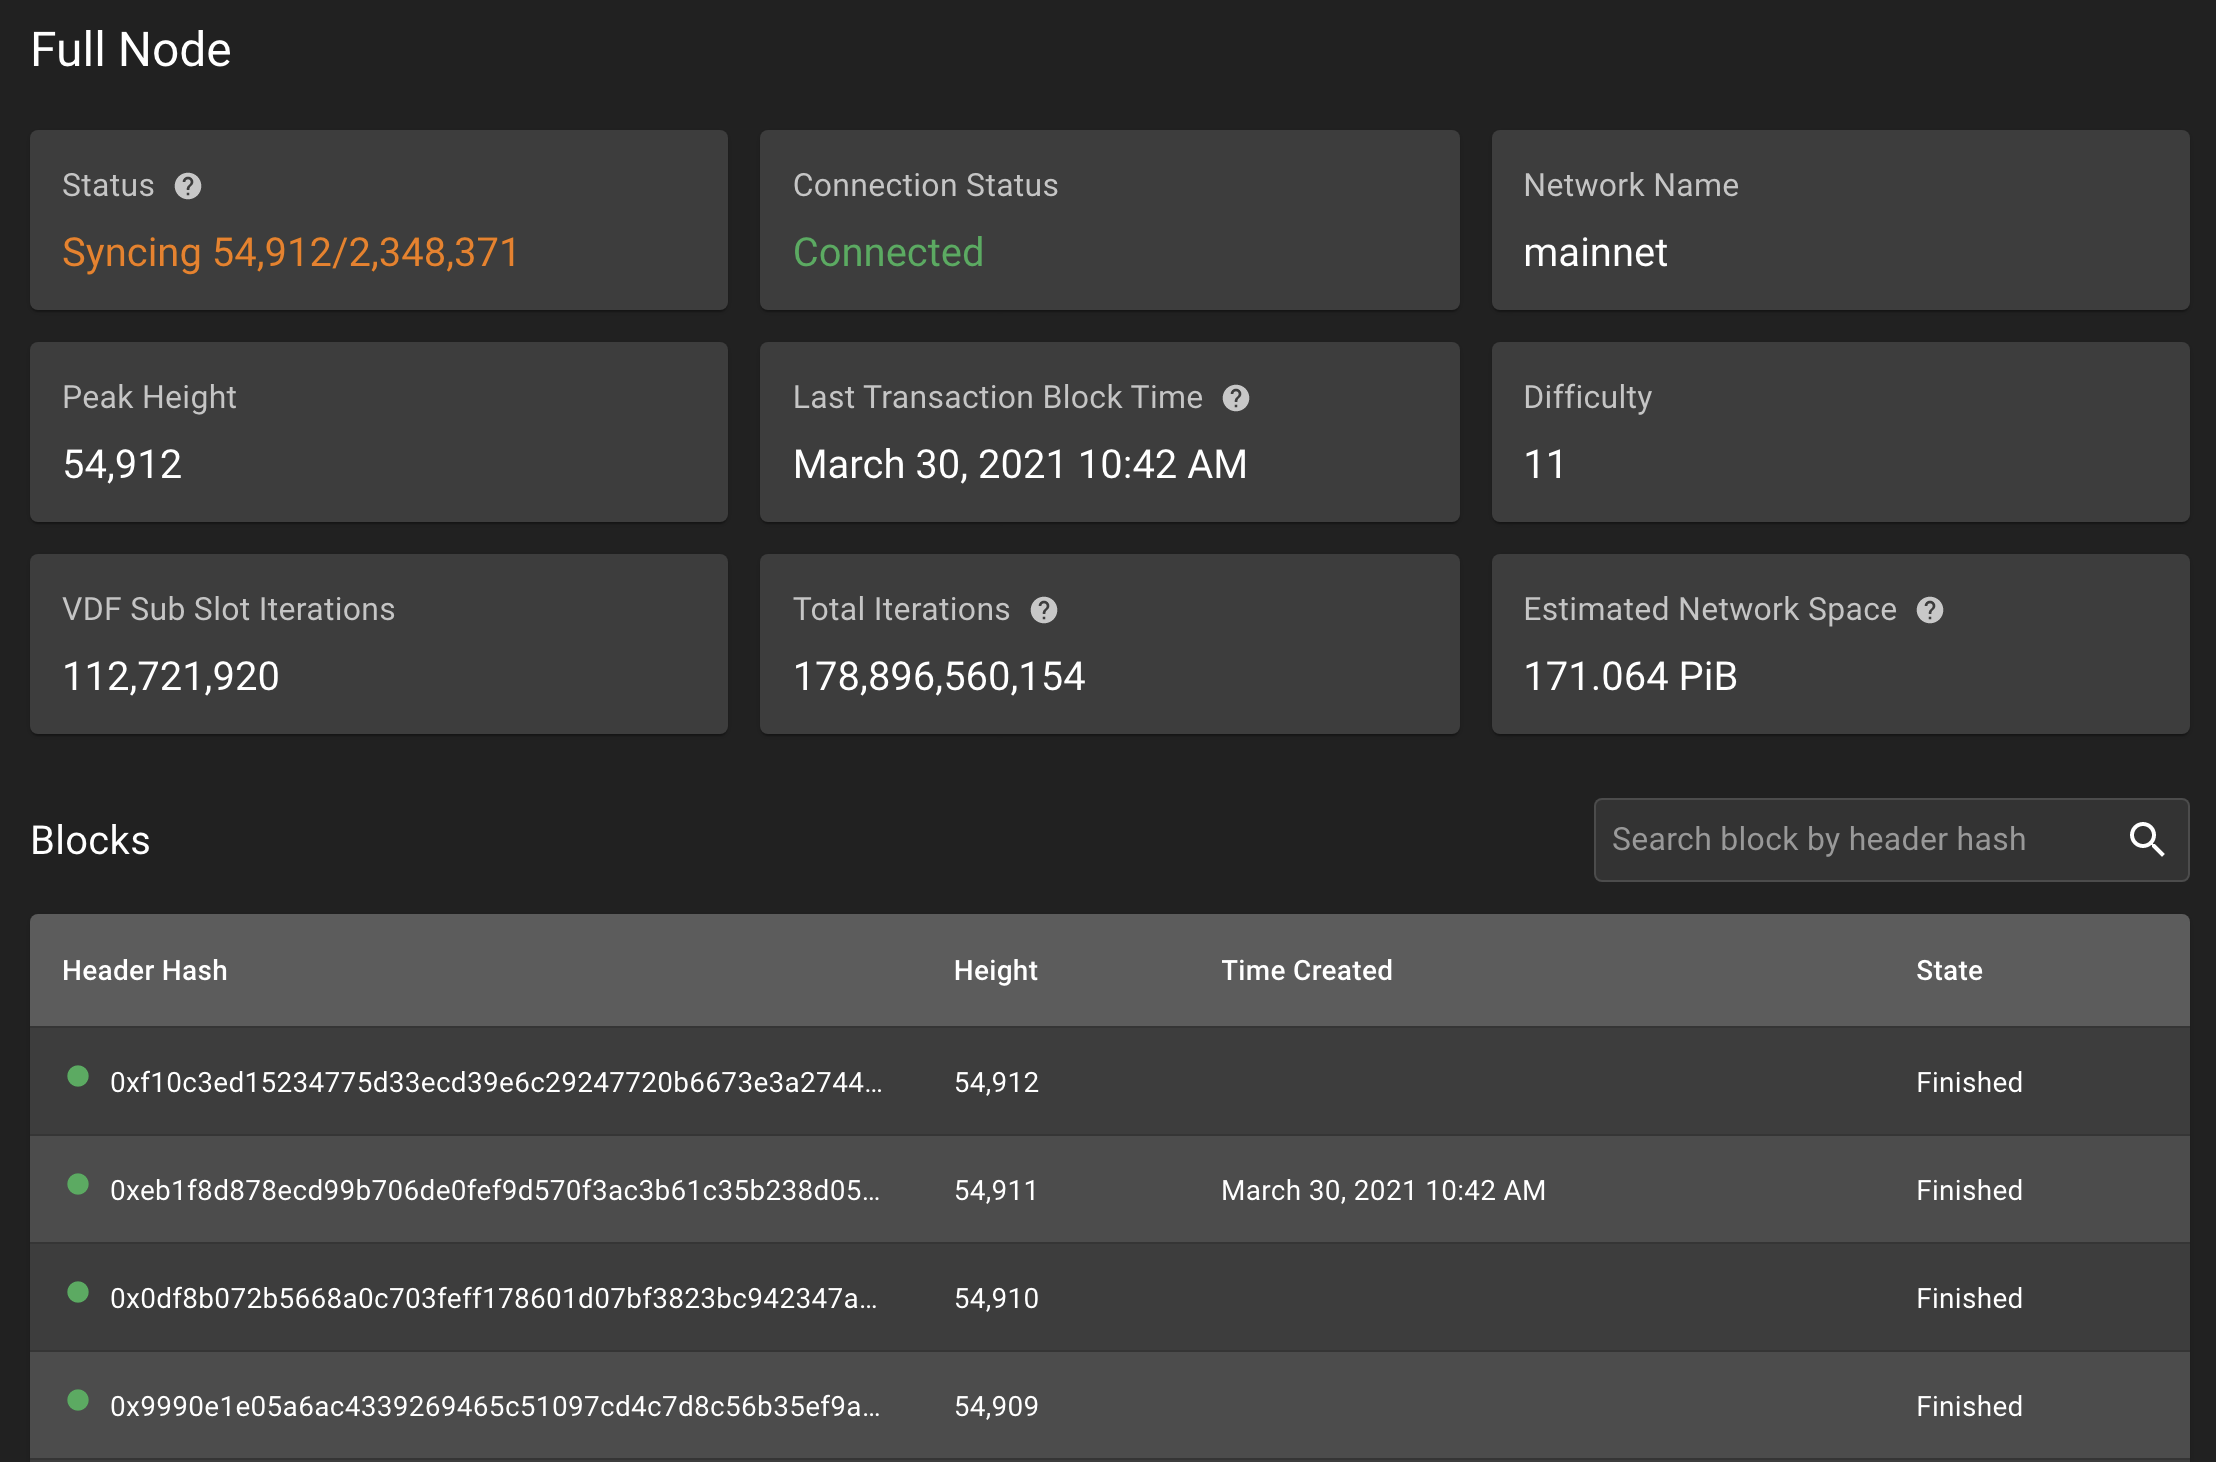 Full Node
Status
Syncing 54,912/2,348,371
Connection Status
Connected
Network Name
mainnet
Peak Height
54,912
Last Transaction Block Time
March 30, 2021 10:42 AM
Difficulty
11
VDF Sub Slot Iterations
112,721,920
Total Iterations
178,896,560,154
Estimated Network Space
171.064 PiB
Blocks
Search block by header hash
Header Hash Height Time Created State
0xf10c3ed15234775d33ecd39e6c29247720b6673e3a2744... 54,912 Finished
0xeb1f8d878ecd99b706de0fef9d570f3ac3b61c35b238d05... 54,911 March 30, 2021 10:42 AM Finished
0x0df8b072b5668a0c703feff178601d07bf3823bc942347a... 54,910 Finished
0x9990e1e05a6ac4339269465c51097cd4c7d8c56b35ef9a... 54,909 Finished